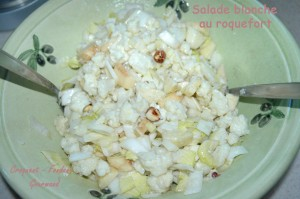 Salade blanche
au roquefort
Croquant - Fondant
Gourmand